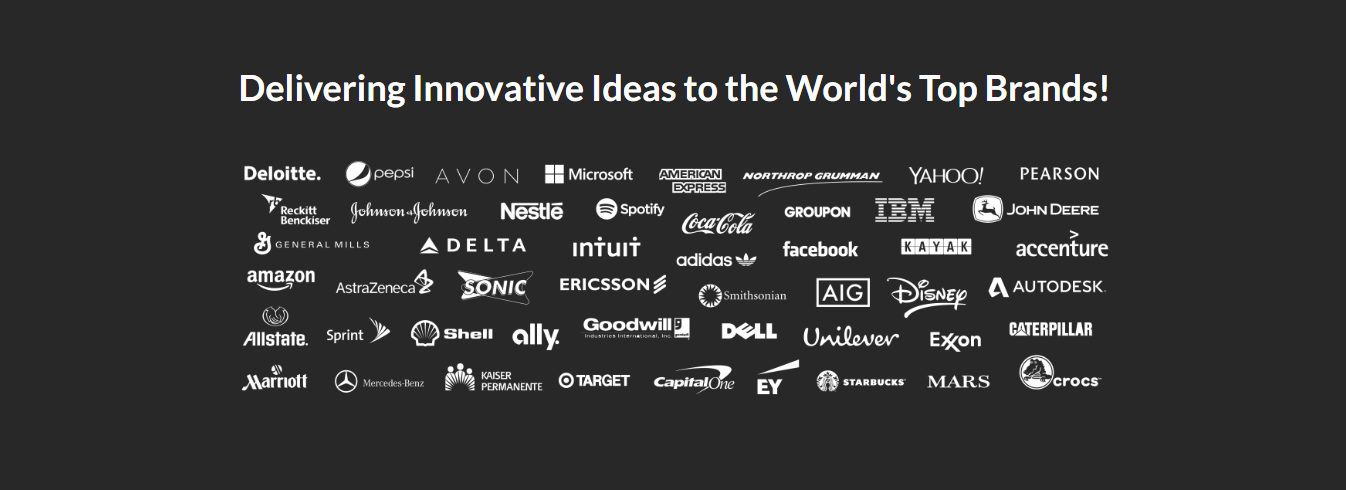 Delivering Innovative Ideas to the World's Top Brands!
Deloitte. pepsi AVON Microsoft AMERICAN EXPRESS NORTHROP GRUMMAN YAHOO! PEARSON
Reckitt Benckiser Johnson & Johnson Nestlé Spotify Coca-Cola GROUPON IBM JOHN DEERE
G GENERAL MILLS DELTA intuit adidas facebook KAYAK accenture
amazon AstraZeneca SONIC ERICSSON Smithsonian AIG Disney AUTODESK.
Allstate. Sprint Shell ally. Goodwill Industries International, Inc. DELL Unilever Exxon CATERPILLAR
Marriott Mercedes-Benz KAISER PERMANENTE TARGET Capital One EY STARBUCKS MARS crocs™